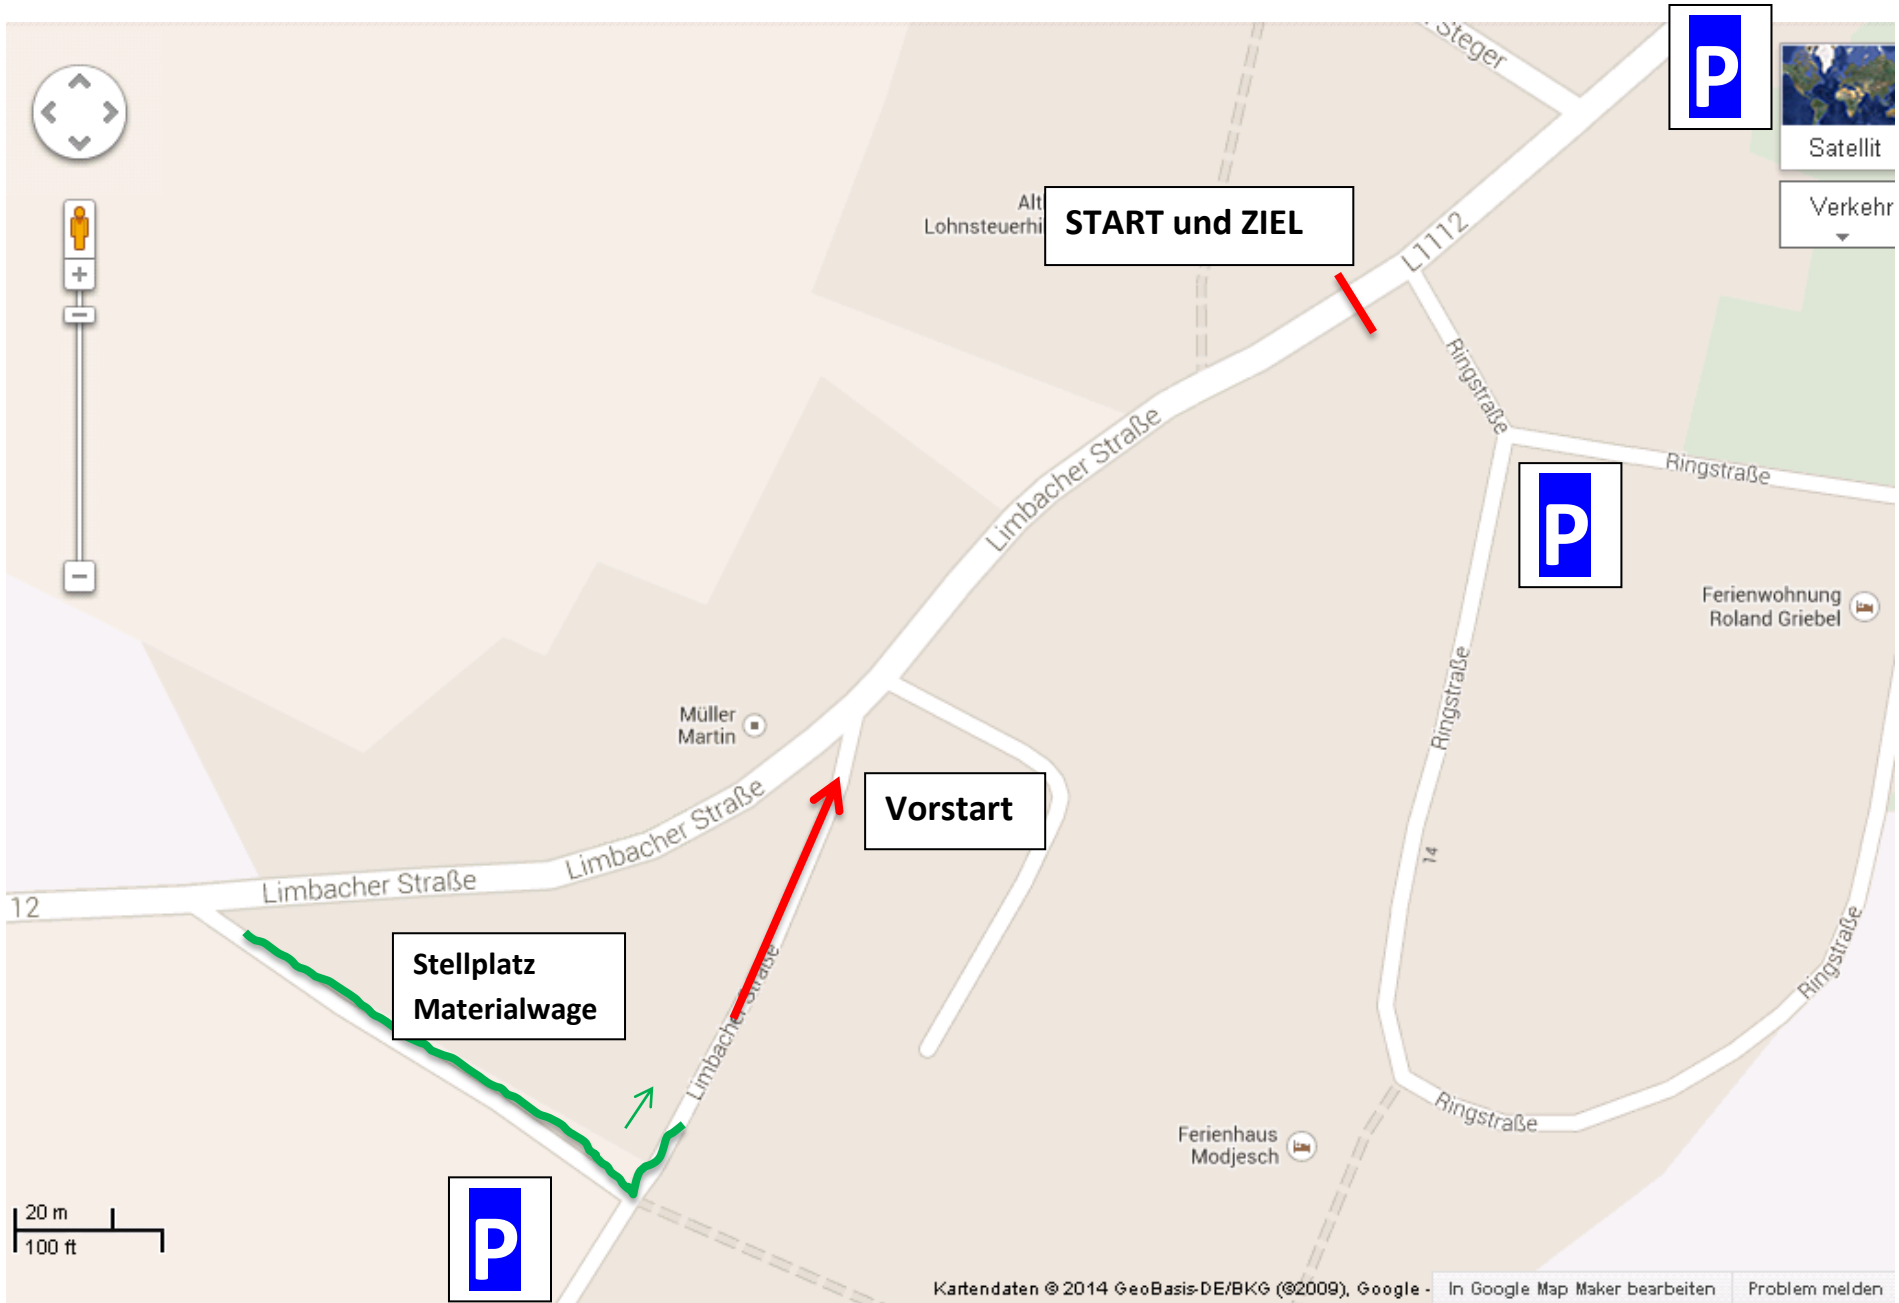 Steger
P
Satellit
Verkehr
Alt
Lohnsteuerhi
START und ZIEL
L1112
Ringstraße
Limbacher Straße
Ringstraße
P
Ferienwohnung
Roland Griebel
Ringstraße
Müller
Martin
Vorstart
Limbacher Straße
14
Limbacher Straße
12
Stellplatz
Materialwage
Limbacher Straße
Ringstraße
Ringstraße
Ferienhaus
Modjesch
P
20 m
100 ft
Kartendaten © 2014 GeoBasis-DE/BKG (©2009), Google -
In Google Map Maker bearbeiten
Problem melden